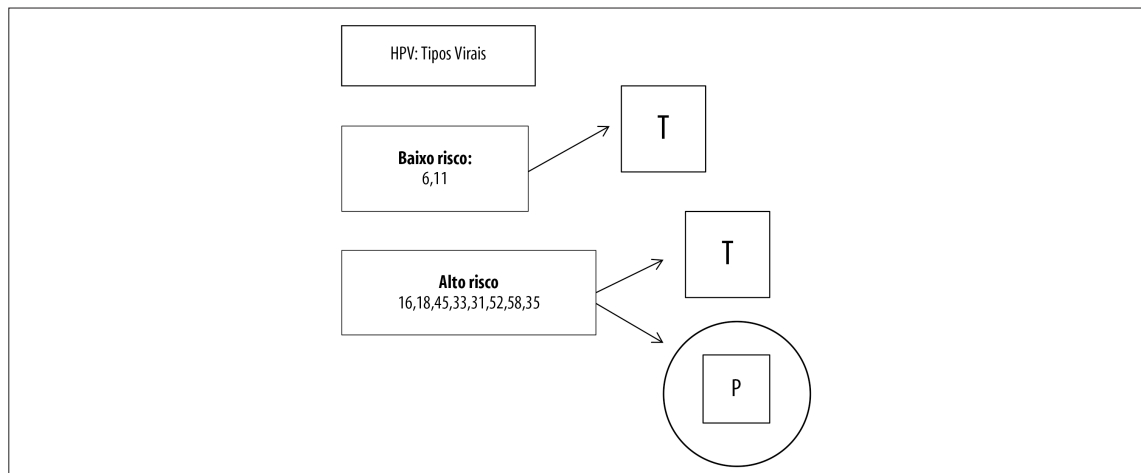 HPV: Tipos Virais
T
Baixo risco:
6,11
T
Alto risco
16,18,45,33,31,52,58,35
P